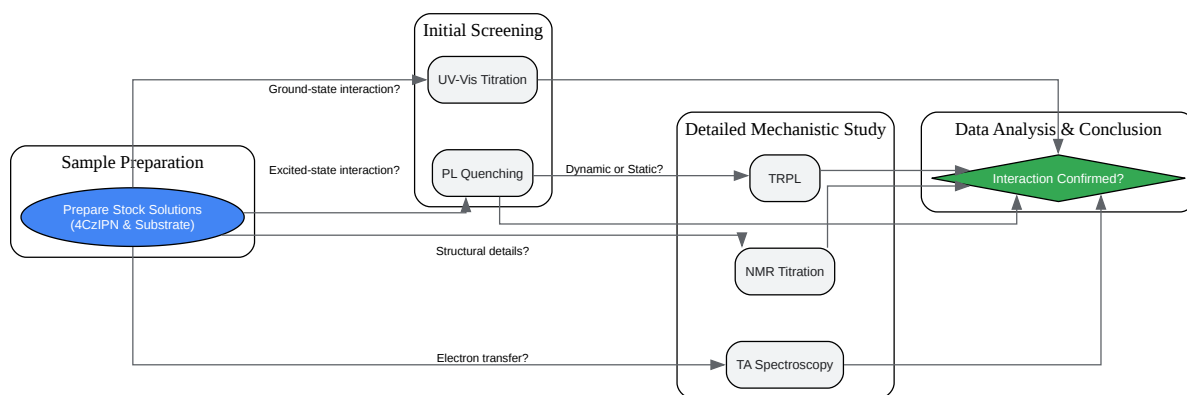 Initial Screening
UV-Vis Titration
Ground-state interaction?
Detailed Mechanistic Study
Data Analysis & Conclusion
Sample Preparation
Excited-state interaction?
PL Quenching
Dynamic or Static?
TRPL
Interaction Confirmed?
Prepare Stock Solutions
(4CzIPN & Substrate)
Structural details?
NMR Titration
Electron transfer?
TA Spectroscopy